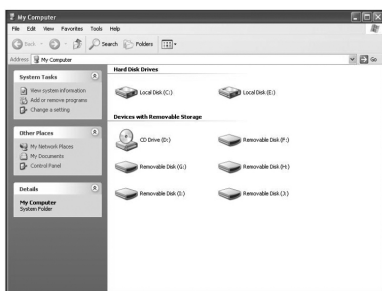 My Computer
File Edit View Favorites Tools Help
Back Search Folders
Address My Computer Go
System Tasks
View system information
Add or remove programs
Change a setting
Other Places
My Network Places
My Documents
Control Panel
Details
My Computer
System Folder
Hard Disk Drives
Local Disk (C:) Local Disk (E:)
Devices with Removable Storage
CD Drive (D:) Removable Disk (F:)
Removable Disk (G:) Removable Disk (H:)
Removable Disk (I:) Removable Disk (J:)